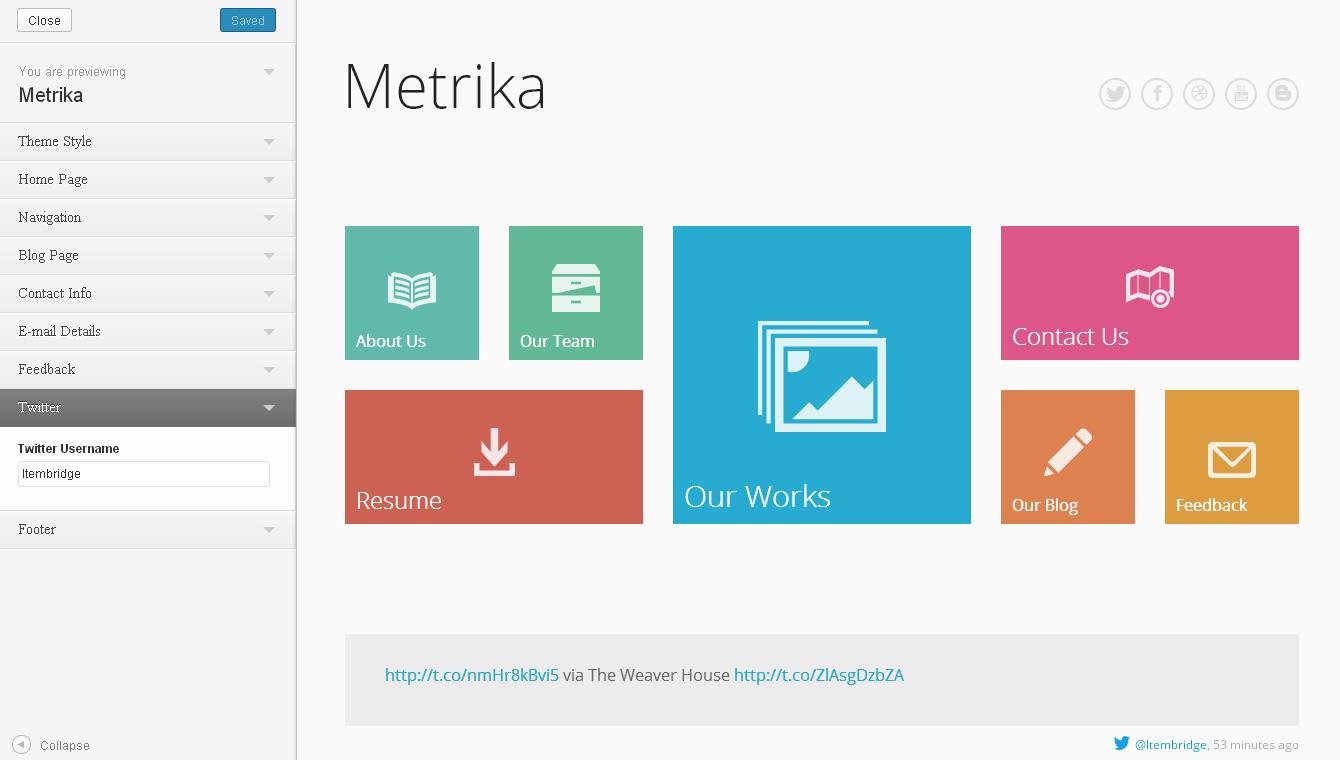 Close
Saved
You are previewing
Metrika
Theme Style
Home Page
Navigation
Blog Page
Contact Info
E-mail Details
Feedback
Twitter
Twitter Username
Itembridge
Footer
Collapse
Metrika
About Us
Our Team
Our Works
Contact Us
Resume
Our Blog
Feedback
http://t.co/nmHr8kBvi5 via The Weaver House http://t.co/ZlAsgDzbZA
@Itembridge, 53 minutes ago